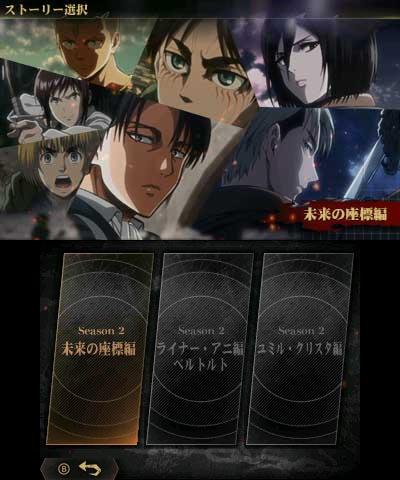 ストーリー選択
未来の座標編
Season 2
未来の座標編
Season 2
ライナー・アニ編
ベルトルト
Season 2
ユミル・クリスタ編
B